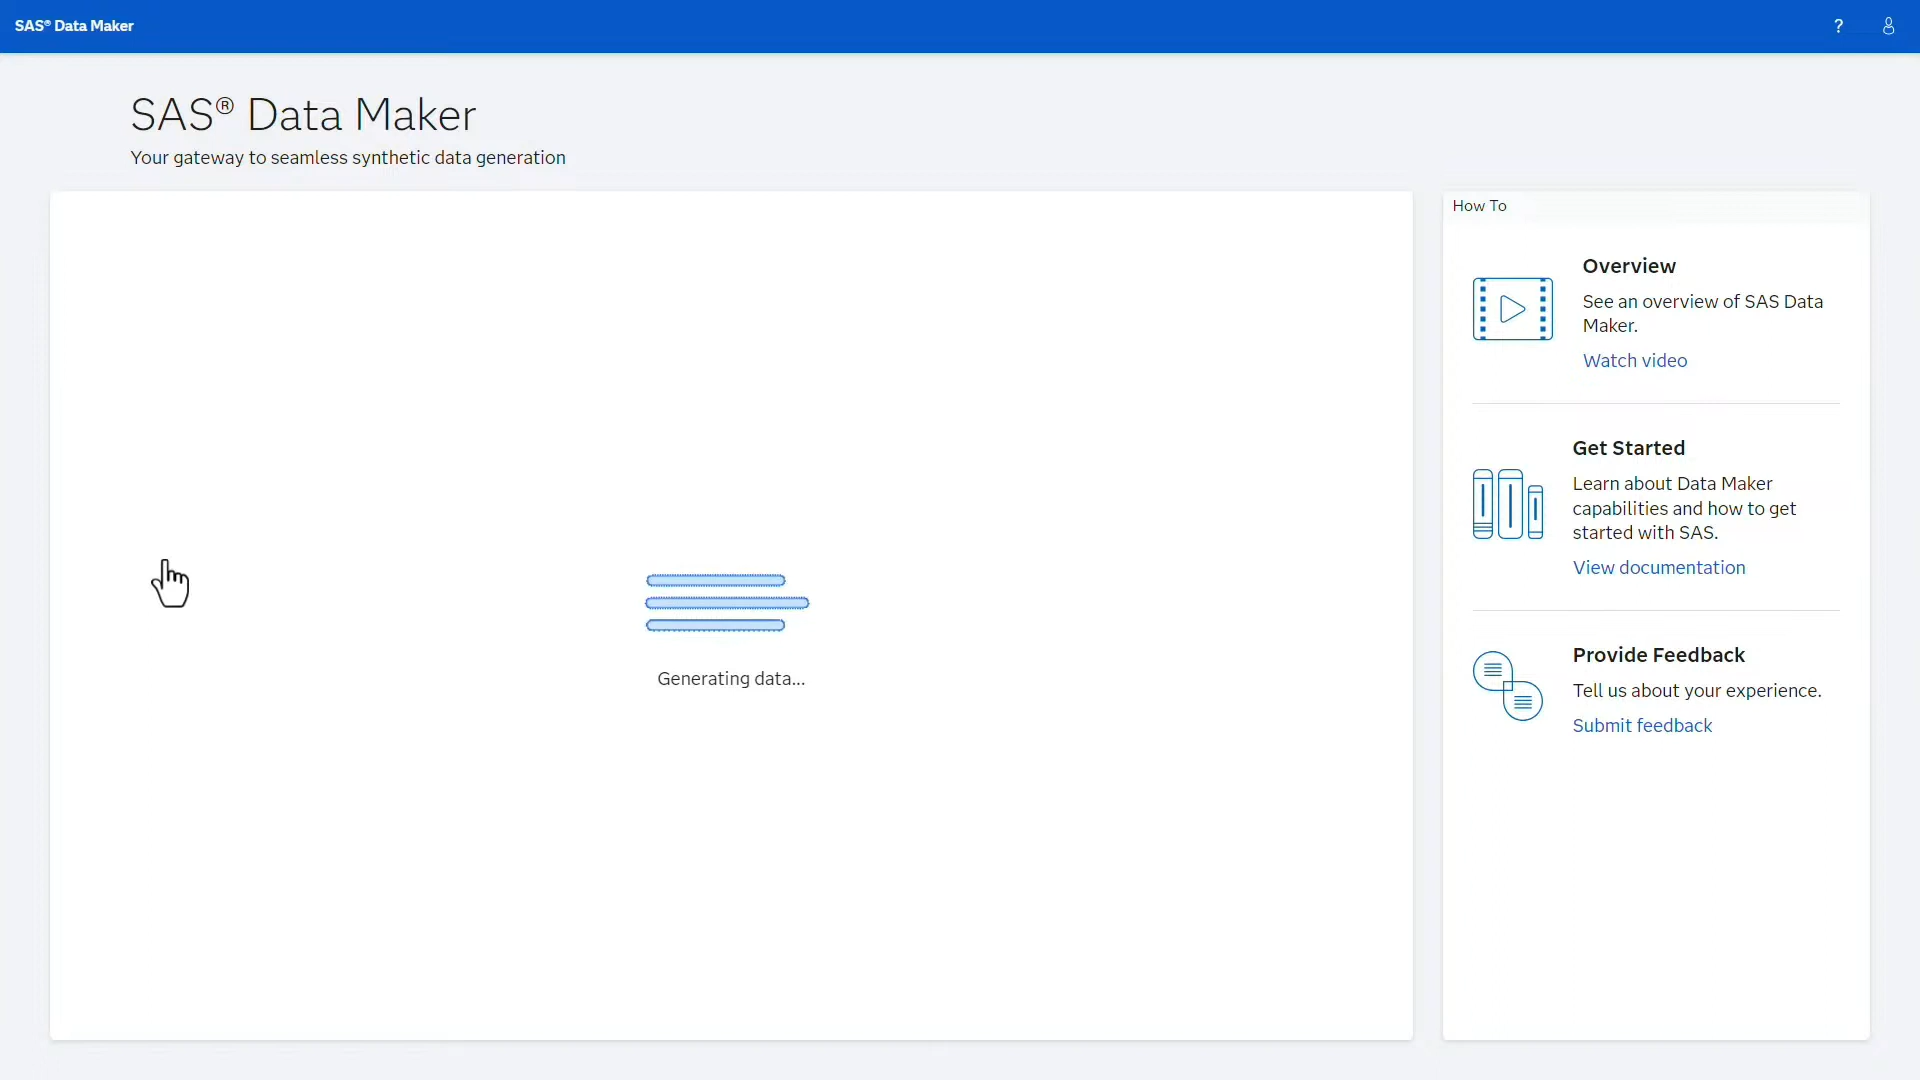 SAS® Data Maker
?
SAS® Data Maker
Your gateway to seamless synthetic data generation
Generating data...
How To
Overview
See an overview of SAS Data
Maker.
Watch video
Get Started
Learn about Data Maker
capabilities and how to get
started with SAS.
View documentation
Provide Feedback
Tell us about your experience.
Submit feedback